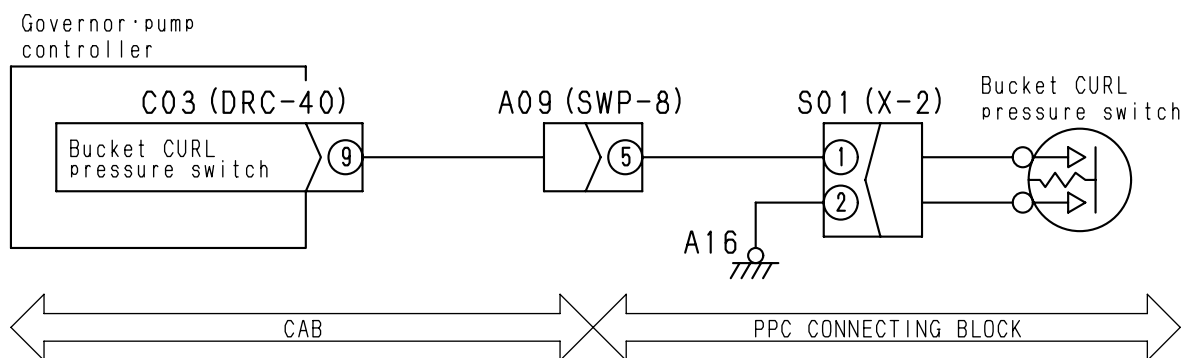 Governor·pump
controller
C03 (DRC-40)
A09 (SWP-8)
S01 (X-2)
Bucket CURL
pressure switch
Bucket CURL
pressure switch
9
5
1
2
A16
CAB
PPC CONNECTING BLOCK